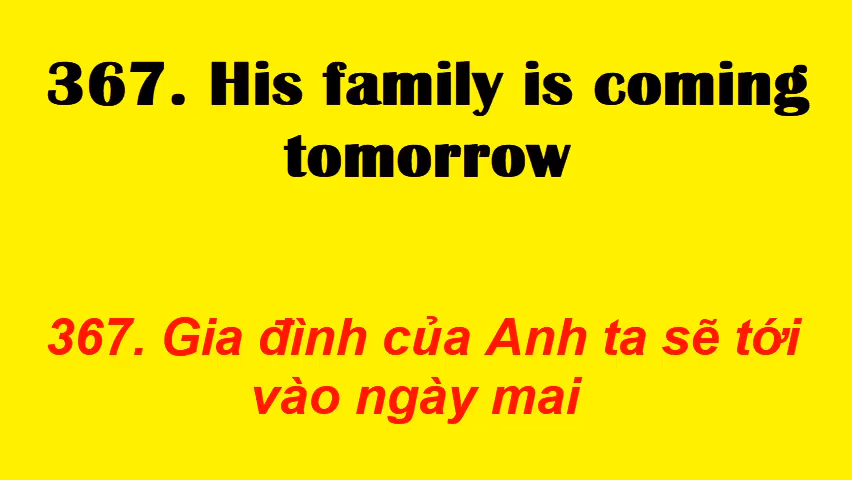 367. His family is coming
tomorrow
367. Gia đình của Anh ta sẽ tới
vào ngày mai